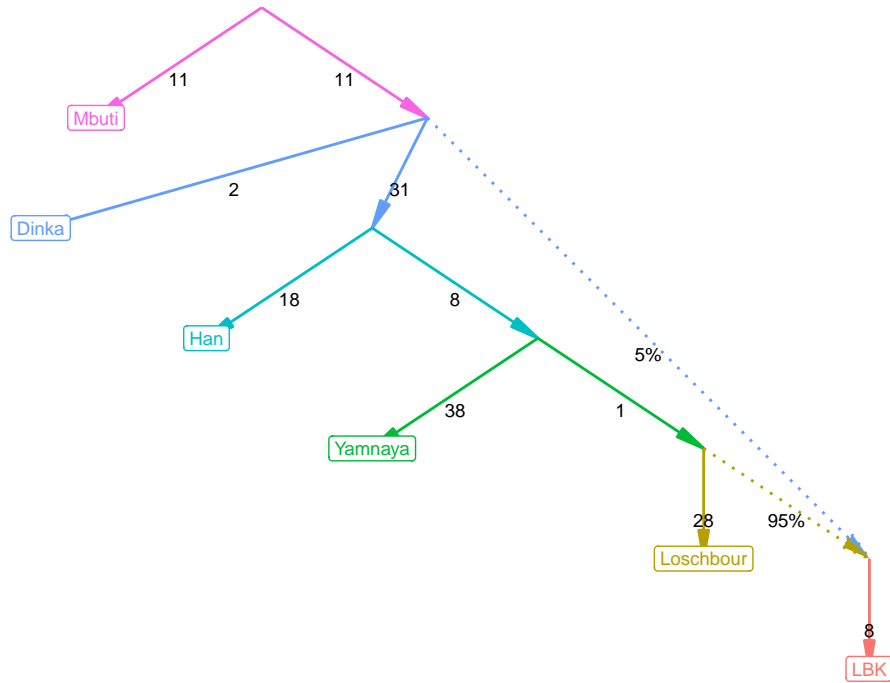 11
11
Mbuti
2
31
Dinka
18
8
Han
5%
38
1
Yamnaya
28
95%
Loschbour
8
LBK